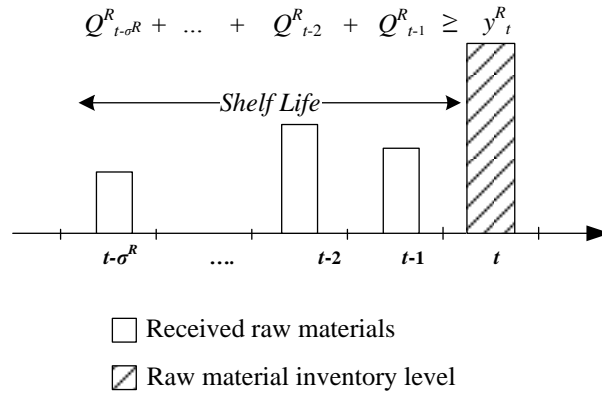 Q^R_{t-σ^R} + ... + Q^R_{t-2} + Q^R_{t-1} ≥ y^R_t
Shelf Life
t-σ^R .... t-2 t-1 t
Received raw materials
Raw material inventory level